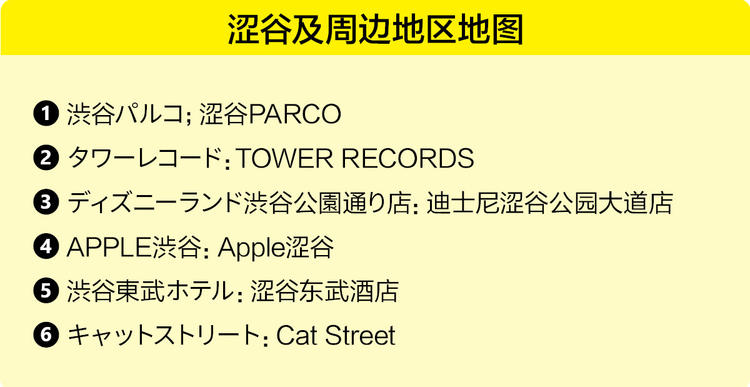 涩谷及周边地区地图
❶ 渋谷パルコ；涩谷PARCO
❷ タワーレコード：TOWER RECORDS
❸ ディズニーランド渋谷公園通り店：迪士尼涩谷公园大道店
❹ APPLE渋谷：Apple涩谷
❺ 渋谷東武ホテル：涩谷东武酒店
❻ キャットストリート：Cat Street